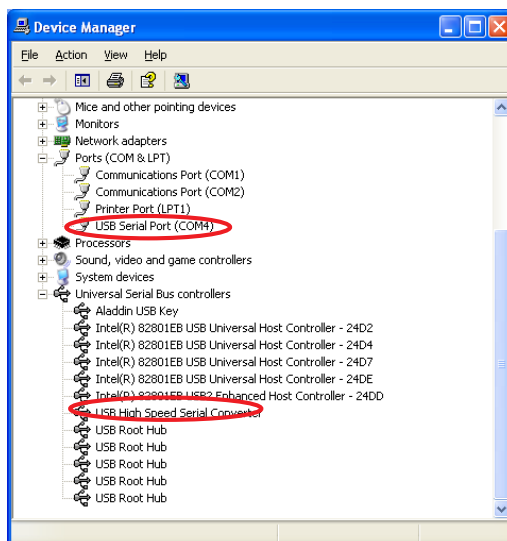 Device Manager
File Action View Help
Mice and other pointing devices
Monitors
Network adapters
Ports (COM & LPT)
Communications Port (COM1)
Communications Port (COM2)
Printer Port (LPT1)
USB Serial Port (COM4)
Processors
Sound, video and game controllers
System devices
Universal Serial Bus controllers
Aladdin USB Key
Intel(R) 82801EB USB Universal Host Controller - 24D2
Intel(R) 82801EB USB Universal Host Controller - 24D4
Intel(R) 82801EB USB Universal Host Controller - 24D7
Intel(R) 82801EB USB Universal Host Controller - 24DE
Intel(R) 82801EB USB2 Enhanced Host Controller - 24DD
USB High Speed Serial Converter
USB Root Hub
USB Root Hub
USB Root Hub
USB Root Hub
USB Root Hub